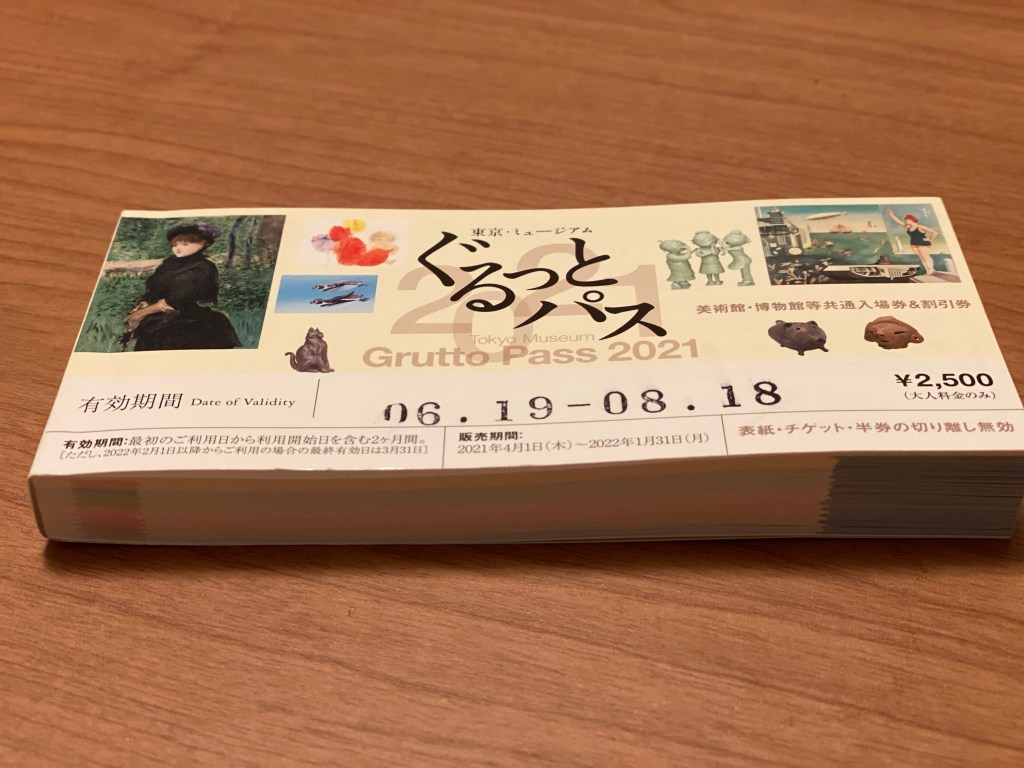 東京・ミュージアム
ぐるっとパス
2021
Tokyo Museum
Grutto Pass 2021
美術館・博物館等共通入場券&割引券
¥2,500
(大人料金のみ)
有効期間 Date of Validity
06.19-08.18
有効期間:最初のご利用日から利用開始日を含む2ヶ月間。
[ただし、2022年2月1日以降からご利用の場合の最終有効日は3月31日]
販売期間:
2021年4月1日(木)~2022年1月31日(月)
表紙・チケット・半券の切り離し無効